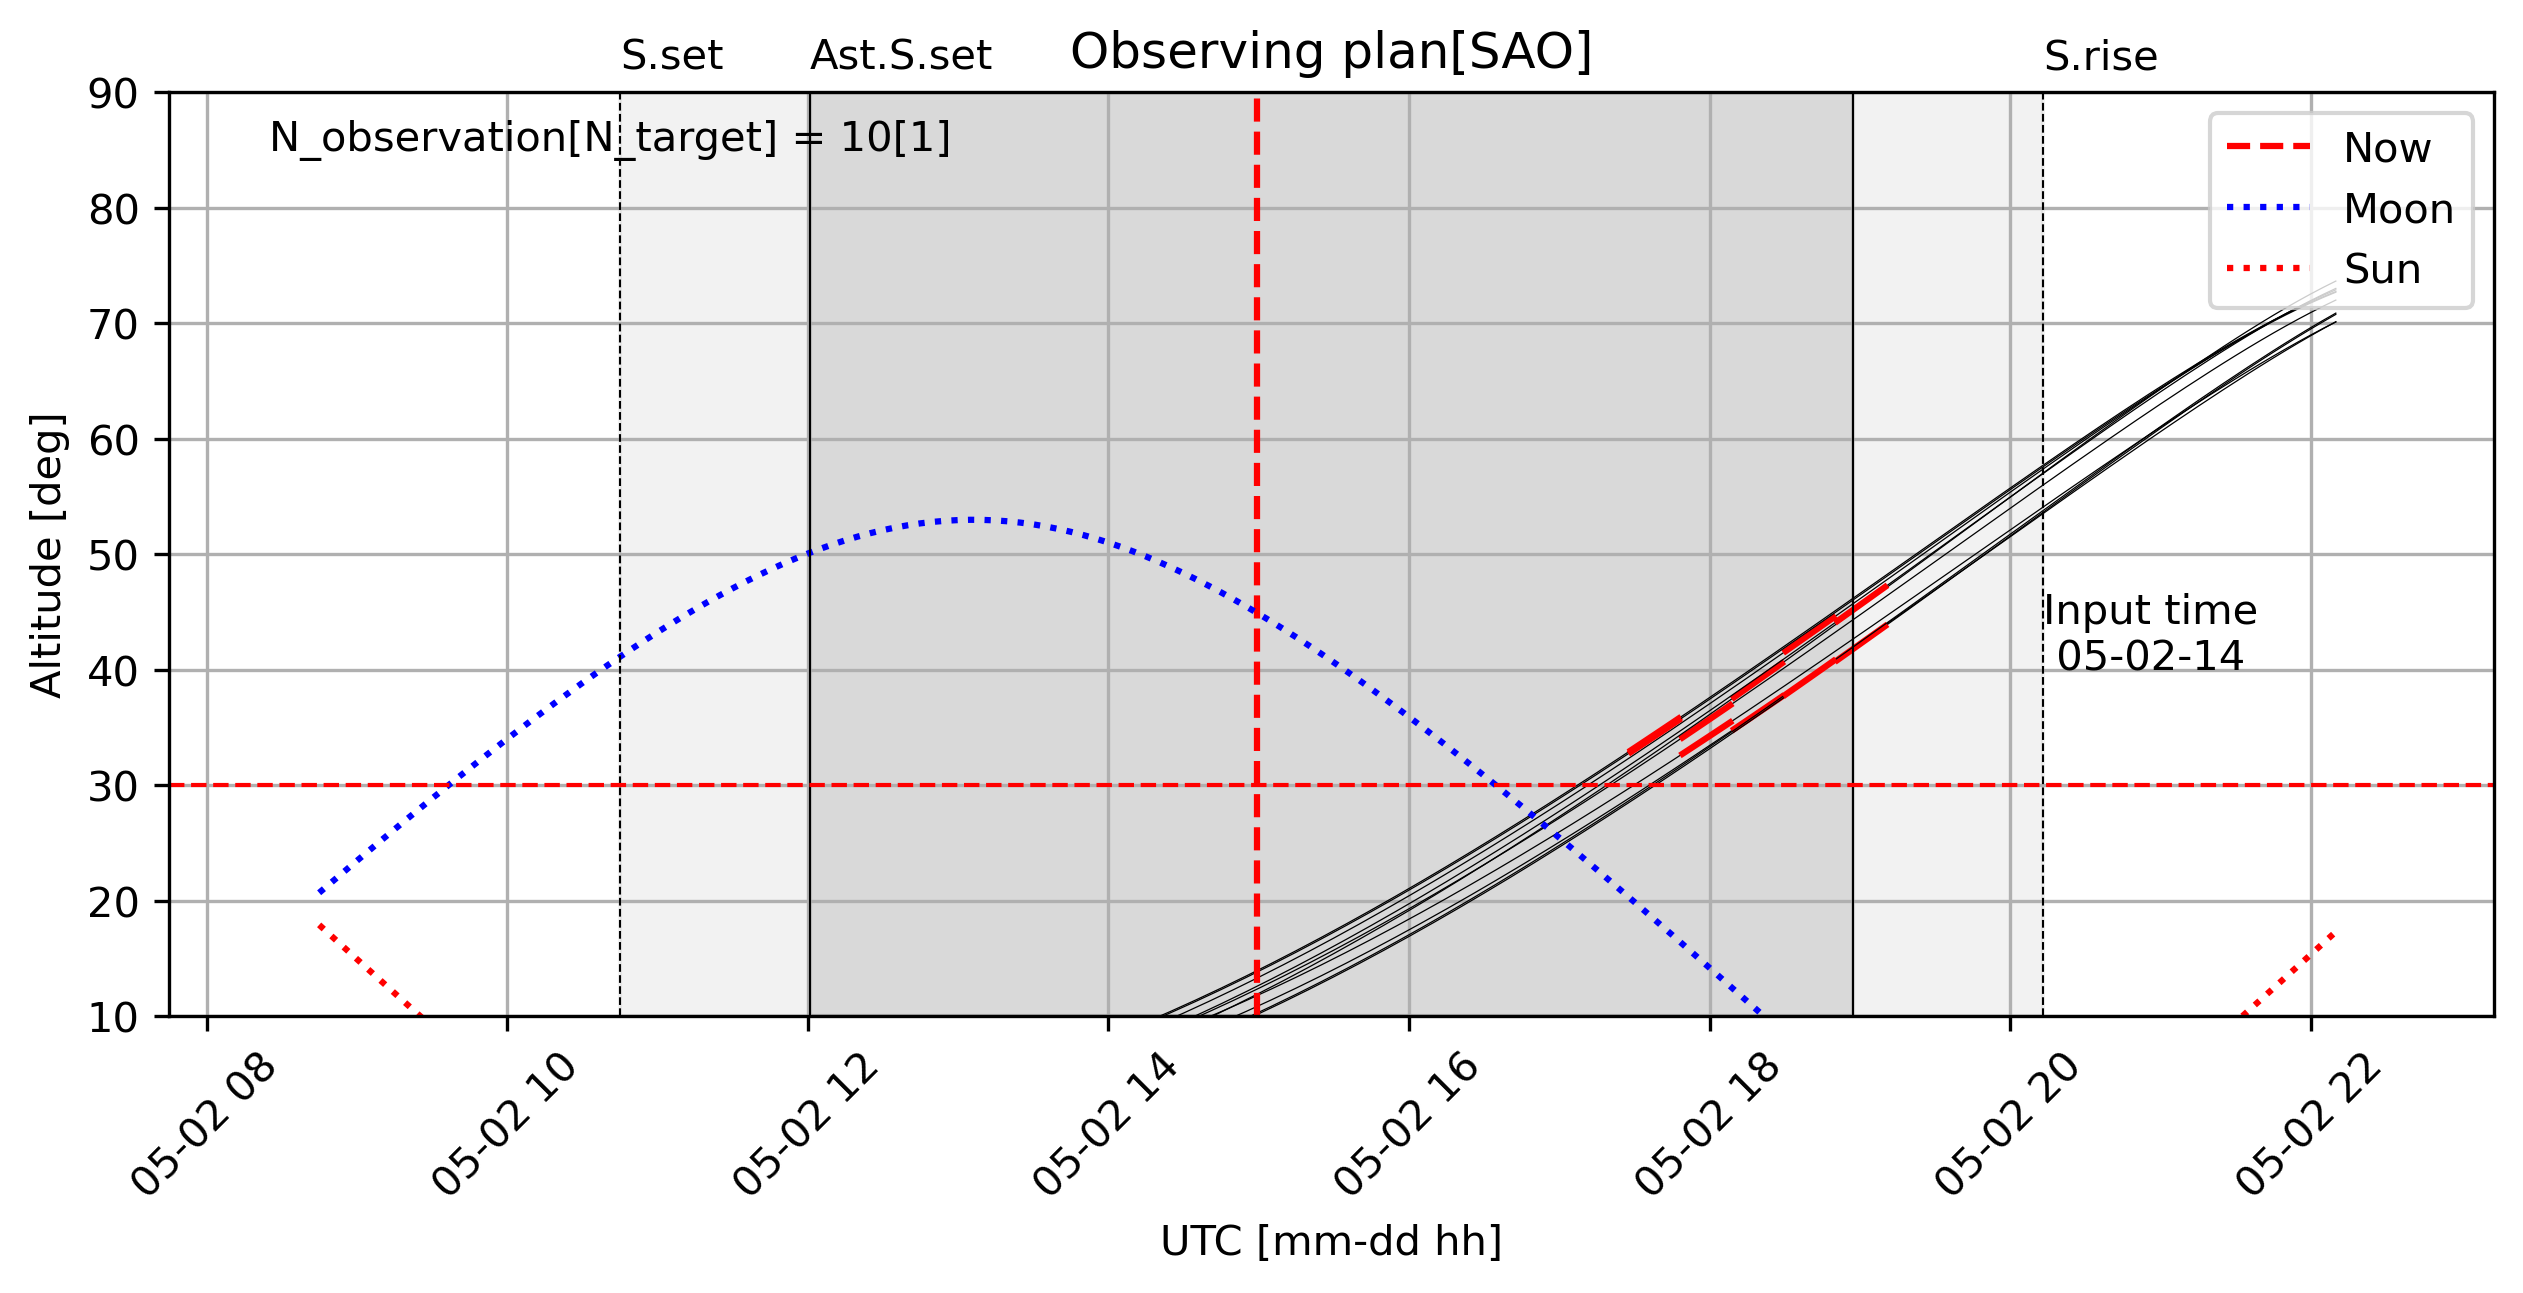 S.set
Ast.S.set
Observing plan[SAO]
S.rise
N_observation[N_target] = 10[1]
Now
Moon
Sun
Input time
05-02-14
Altitude [deg]
90
80
70
60
50
40
30
20
10
05-02 08
05-02 10
05-02 12
05-02 14
05-02 16
05-02 18
05-02 20
05-02 22
UTC [mm-dd hh]